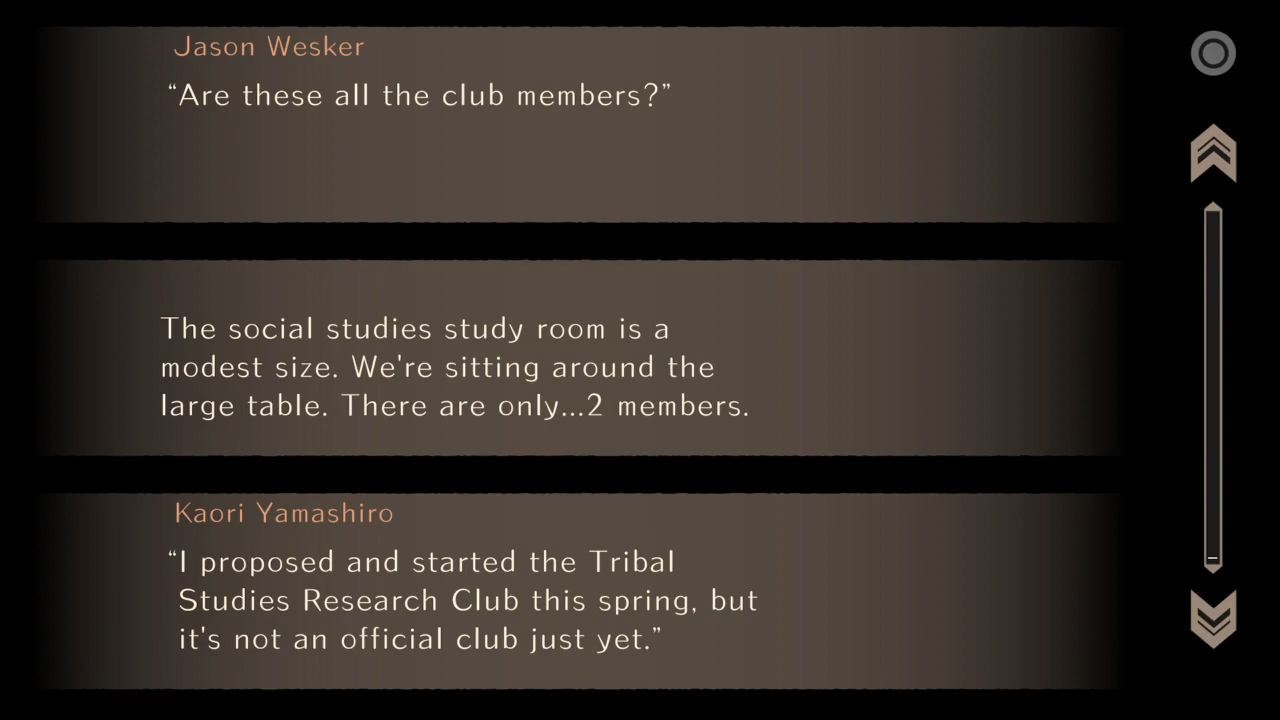 Jason Wesker
“Are these all the club members?”
The social studies study room is a
modest size. We're sitting around the
large table. There are only...2 members.
Kaori Yamashiro
“I proposed and started the Tribal
Studies Research Club this spring, but
it's not an official club just yet.”